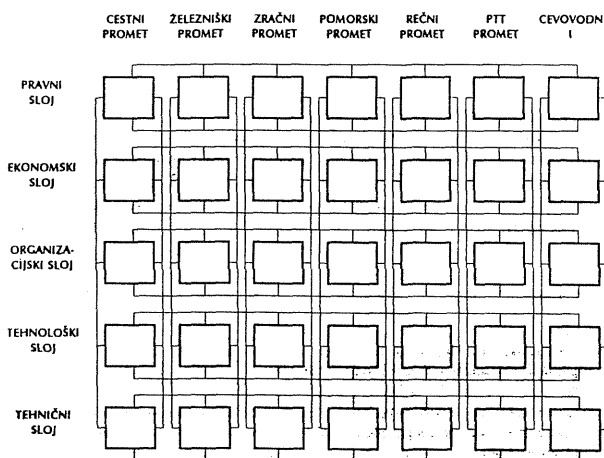 CESTNI
PROMET
ŽELEZNIŠKI
PROMET
ZRAČNI
PROMET
POMORSKI
PROMET
REČNI
PROMET
PTT
PROMET
CEVOVODN
I
PRAVNI
SLOJ
EKONOMSKI
SLOJ
ORGANIZA-
CIJSKI SLOJ
TEHNOLOŠKI
SLOJ
TEHNIČNI
SLOJ